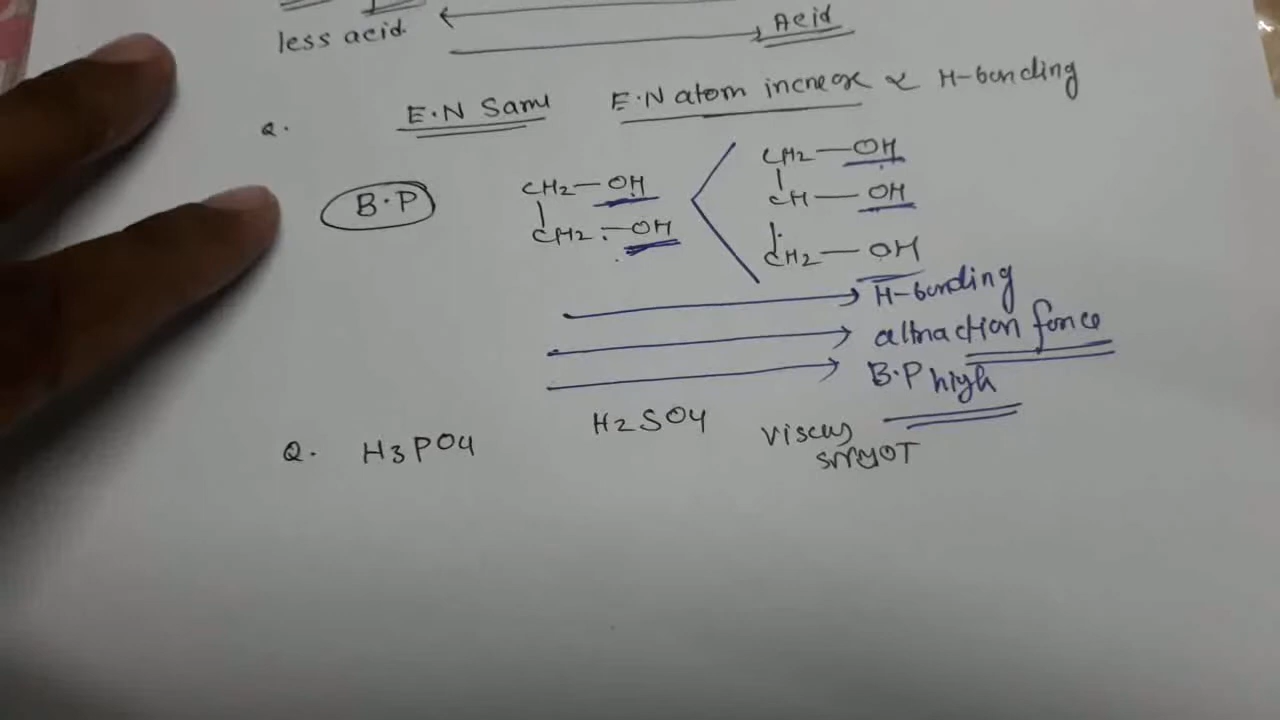 less acid.
Acid
E.N Same E.N atom increase ∝ H-bonding
Q.
B.P
CH2—OH
CH2—OH
CH2—OH
CH—OH
CH2—OH
H-bonding
attraction force
B.P high
Q. H3PO4 H2SO4 viscus